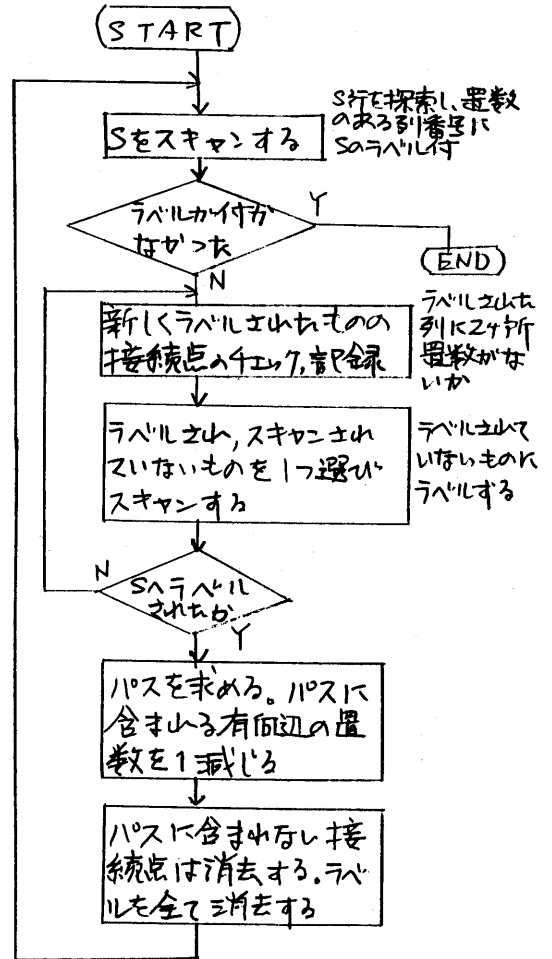 START
S行を探索し、置数
のある列番号に
Sのラベル付
Sをスキャンする
ラベルが付か
なかった
Y
(END)
N
新しくラベルされたものの
接続点のチェック,記録
ラベルされた
列に2ヶ所
置数がな
いか
ラベルされ,スキャンされ
ていないものを1つ選び
スキャンする
ラベルされて
いないものに
ラベルする
N
Sへラベル
されたか
Y
パスを求める。パスに
含まれる有向辺の置
数を1減じる
パスに含まれない接
続点は消去する。ラベ
ルを全て消去する